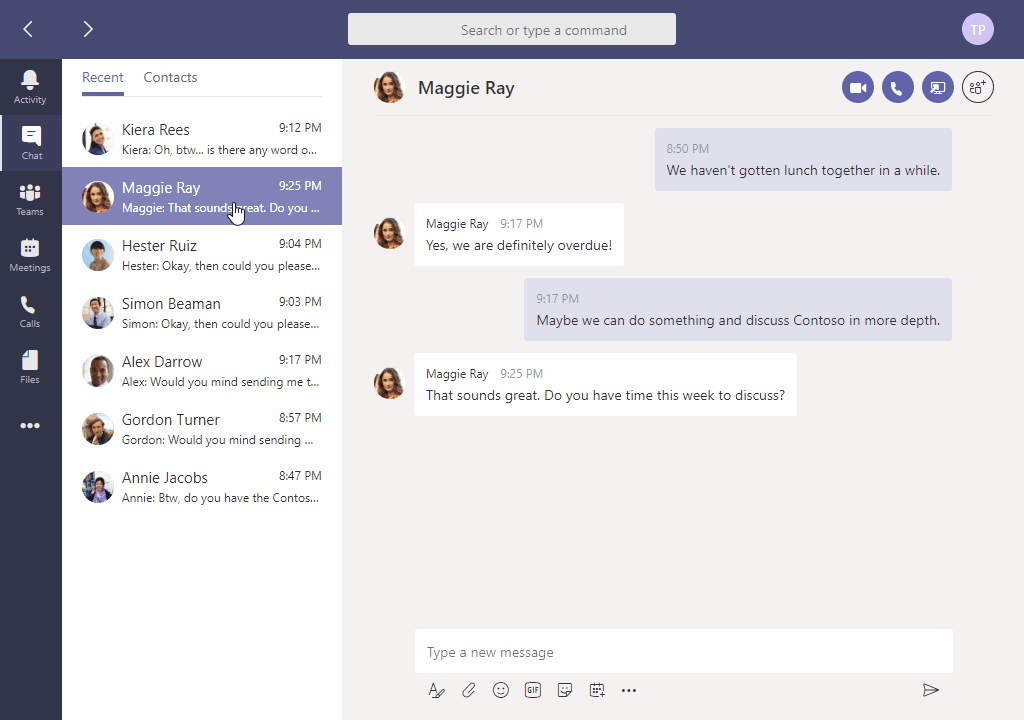 Search or type a command
TP
Activity
Chat
Teams
Meetings
Calls
Files
Recent Contacts
Kiera Rees 9:12 PM
Kiera: Oh, btw... is there any word o...
Maggie Ray 9:25 PM
Maggie: That sounds great. Do you ...
Hester Ruiz 9:04 PM
Hester: Okay, then could you please...
Simon Beaman 9:03 PM
Simon: Okay, then could you please...
Alex Darrow 9:17 PM
Alex: Would you mind sending me t...
Gordon Turner 8:57 PM
Gordon: Would you mind sending ...
Annie Jacobs 8:47 PM
Annie: Btw, do you have the Contos...
Maggie Ray
8:50 PM
We haven't gotten lunch together in a while.
Maggie Ray 9:17 PM
Yes, we are definitely overdue!
9:17 PM
Maybe we can do something and discuss Contoso in more depth.
Maggie Ray 9:25 PM
That sounds great. Do you have time this week to discuss?
Type a new message
GIF